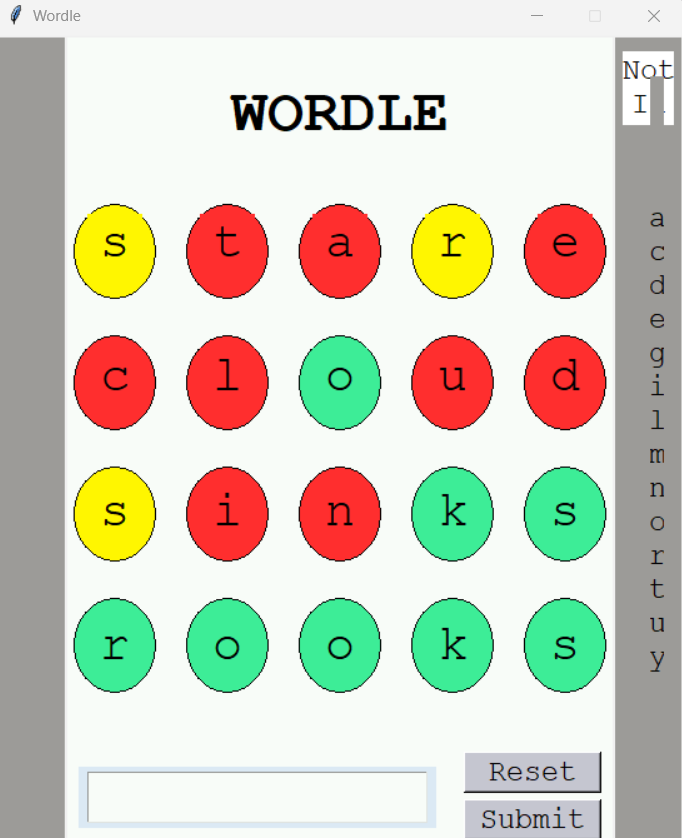 Wordle
WORDLE
s t a r e
c l o u d
s i n k s
r o o k s
Reset
Submit
Not
I
a
c
d
e
g
i
l
m
n
o
r
t
u
y